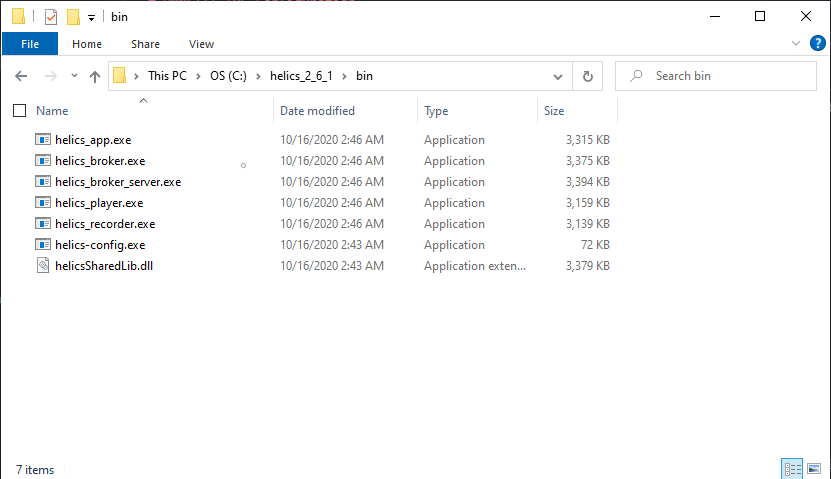 bin
File Home Share View
This PC OS (C:) helics_2_6_1 bin Search bin
Name Date modified Type Size
helics_app.exe 10/16/2020 2:46 AM Application 3,315 KB
helics_broker.exe 10/16/2020 2:46 AM Application 3,375 KB
helics_broker_server.exe 10/16/2020 2:46 AM Application 3,394 KB
helics_player.exe 10/16/2020 2:46 AM Application 3,159 KB
helics_recorder.exe 10/16/2020 2:46 AM Application 3,139 KB
helics-config.exe 10/16/2020 2:43 AM Application 72 KB
helicsSharedLib.dll 10/16/2020 2:43 AM Application exten... 3,379 KB
7 items